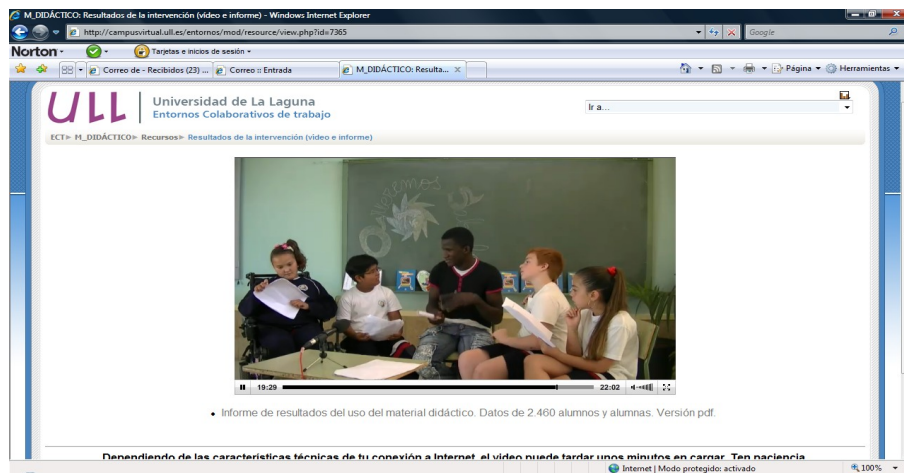 M_DIDÁCTICO: Resultados de la intervención (vídeo e informe) - Windows Internet Explorer
http://campusvirtual.ull.es/entornos/mod/resource/view.php?id=7365
Google
Norton
Tarjetas e inicios de sesión
Correo de - Recibidos (23) ...
Correo :: Entrada
M_DIDÁCTICO: Resulta...
Página
Herramientas
ULL
Universidad de La Laguna
Entornos Colaborativos de trabajo
Ir a...
ECT► M_DIDÁCTICO► Recursos► Resultados de la intervención (vídeo e informe)
19:29
22:02
• Informe de resultados del uso del material didáctico. Datos de 2.460 alumnos y alumnas. Versión pdf.
Dependiendo de las características técnicas de tu conexión a Internet, el vídeo puede tardar unos minutos en cargar. Ten paciencia
Internet | Modo protegido: activado
100%